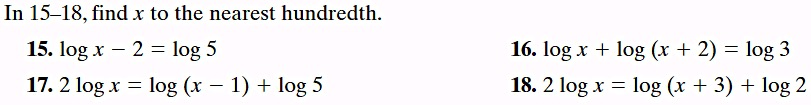 In 15–18, find x to the nearest hundredth.
15. log x − 2 = log 5
16. log x + log (x + 2) = log 3
17. 2 log x = log (x − 1) + log 5
18. 2 log x = log (x + 3) + log 2